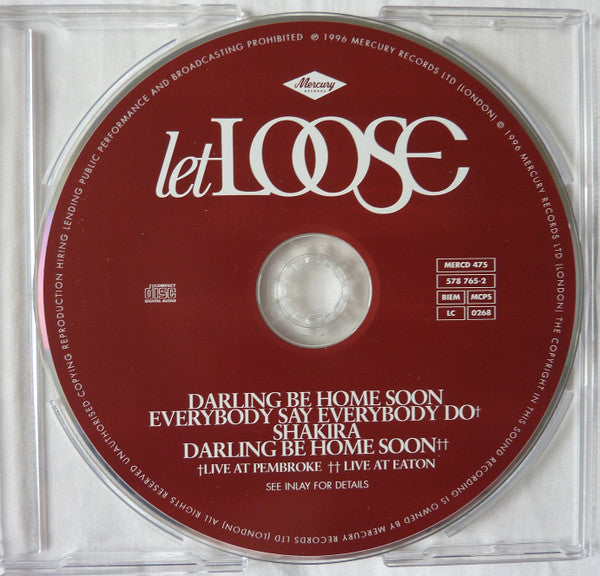 Mercury
RECORDS
let LOOSE
COMPACT
disc
DIGITAL AUDIO
MERCD 475
578 765-2
BIEM MCPS
LC 0268
DARLING BE HOME SOON
EVERYBODY SAY EVERYBODY DO†
SHAKIRA
DARLING BE HOME SOON††
†LIVE AT PEMBROKE †† LIVE AT EATON
SEE INLAY FOR DETAILS
℗ 1996 MERCURY RECORDS LTD (LONDON) © 1996 MERCURY RECORDS LTD (LONDON) THE COPYRIGHT IN THIS SOUND RECORDING IS OWNED BY MERCURY RECORDS LTD (LONDON) ALL RIGHTS RESERVED UNAUTHORISED COPYING REPRODUCTION HIRING LENDING PUBLIC PERFORMANCE AND BROADCASTING PROHIBITED